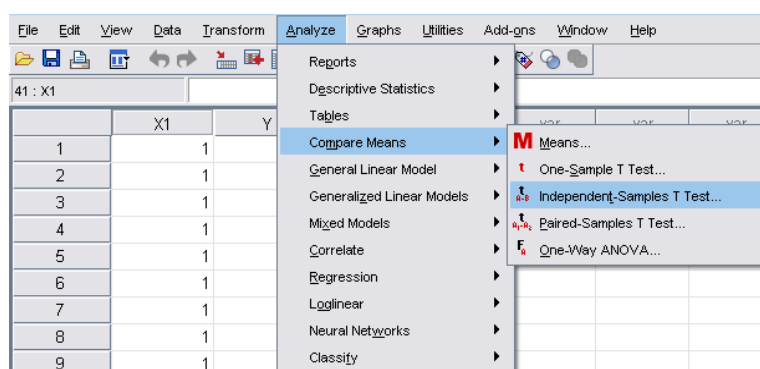 File Edit View Data Transform Analyze Graphs Utilities Add-ons Window Help
41 : X1
X1 Y var var var
1 1
2 1
3 1
4 1
5 1
6 1
7 1
8 1
9 1
Reports
Descriptive Statistics
Tables
Compare Means
General Linear Model
Generalized Linear Models
Mixed Models
Correlate
Regression
Loglinear
Neural Networks
Classify
M Means...
t One-Sample T Test...
t A-B Independent-Samples T Test...
t A1-A2 Paired-Samples T Test...
FA One-Way ANOVA...